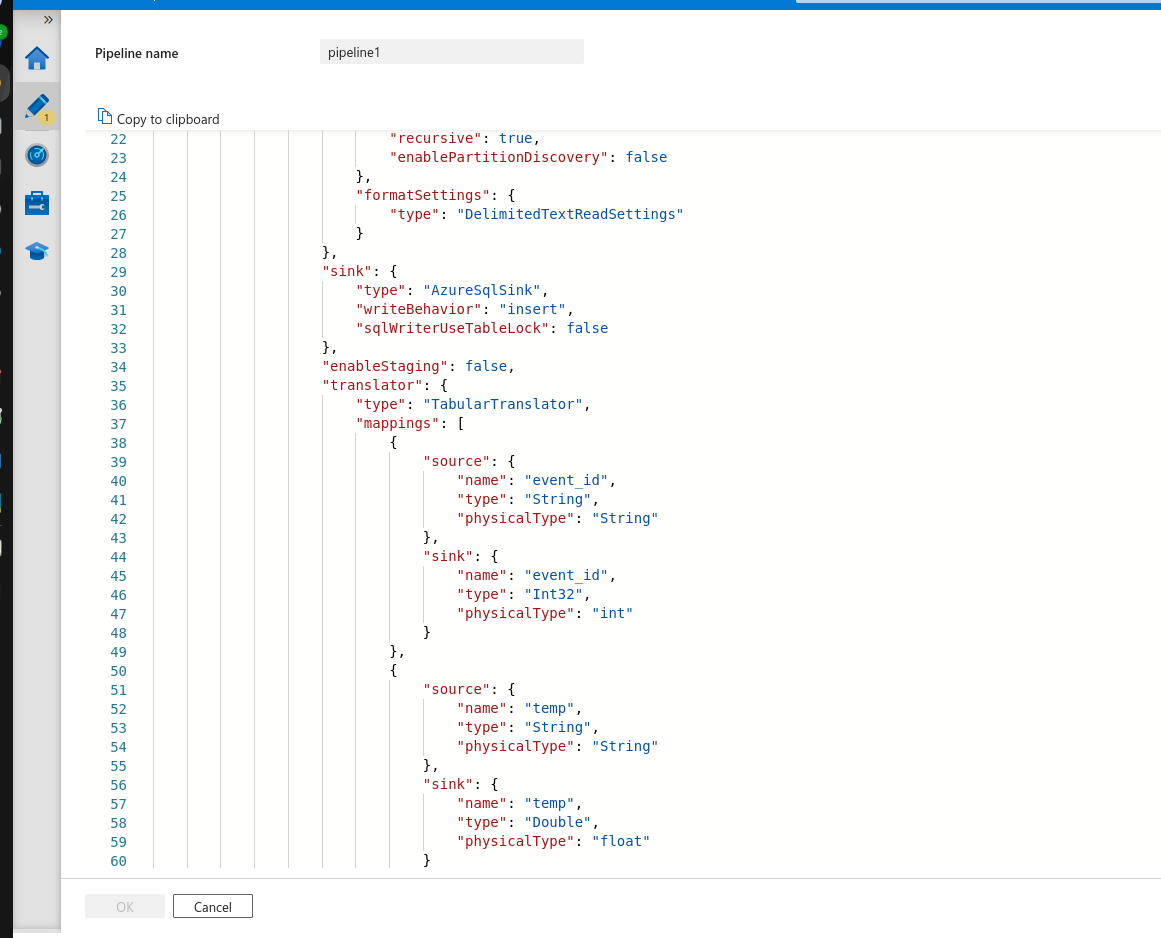 »
Pipeline name
pipeline1
1
Copy to clipboard
22 "recursive": true,
23 "enablePartitionDiscovery": false
24 },
25 "formatSettings": {
26 "type": "DelimitedTextReadSettings"
27 }
28 },
29 "sink": {
30 "type": "AzureSqlSink",
31 "writeBehavior": "insert",
32 "sqlWriterUseTableLock": false
33 },
34 "enableStaging": false,
35 "translator": {
36 "type": "TabularTranslator",
37 "mappings": [
38 {
39 "source": {
40 "name": "event_id",
41 "type": "String",
42 "physicalType": "String"
43 },
44 "sink": {
45 "name": "event_id",
46 "type": "Int32",
47 "physicalType": "int"
48 }
49 },
50 {
51 "source": {
52 "name": "temp",
53 "type": "String",
54 "physicalType": "String"
55 },
56 "sink": {
57 "name": "temp",
58 "type": "Double",
59 "physicalType": "float"
60 }
OK
Cancel